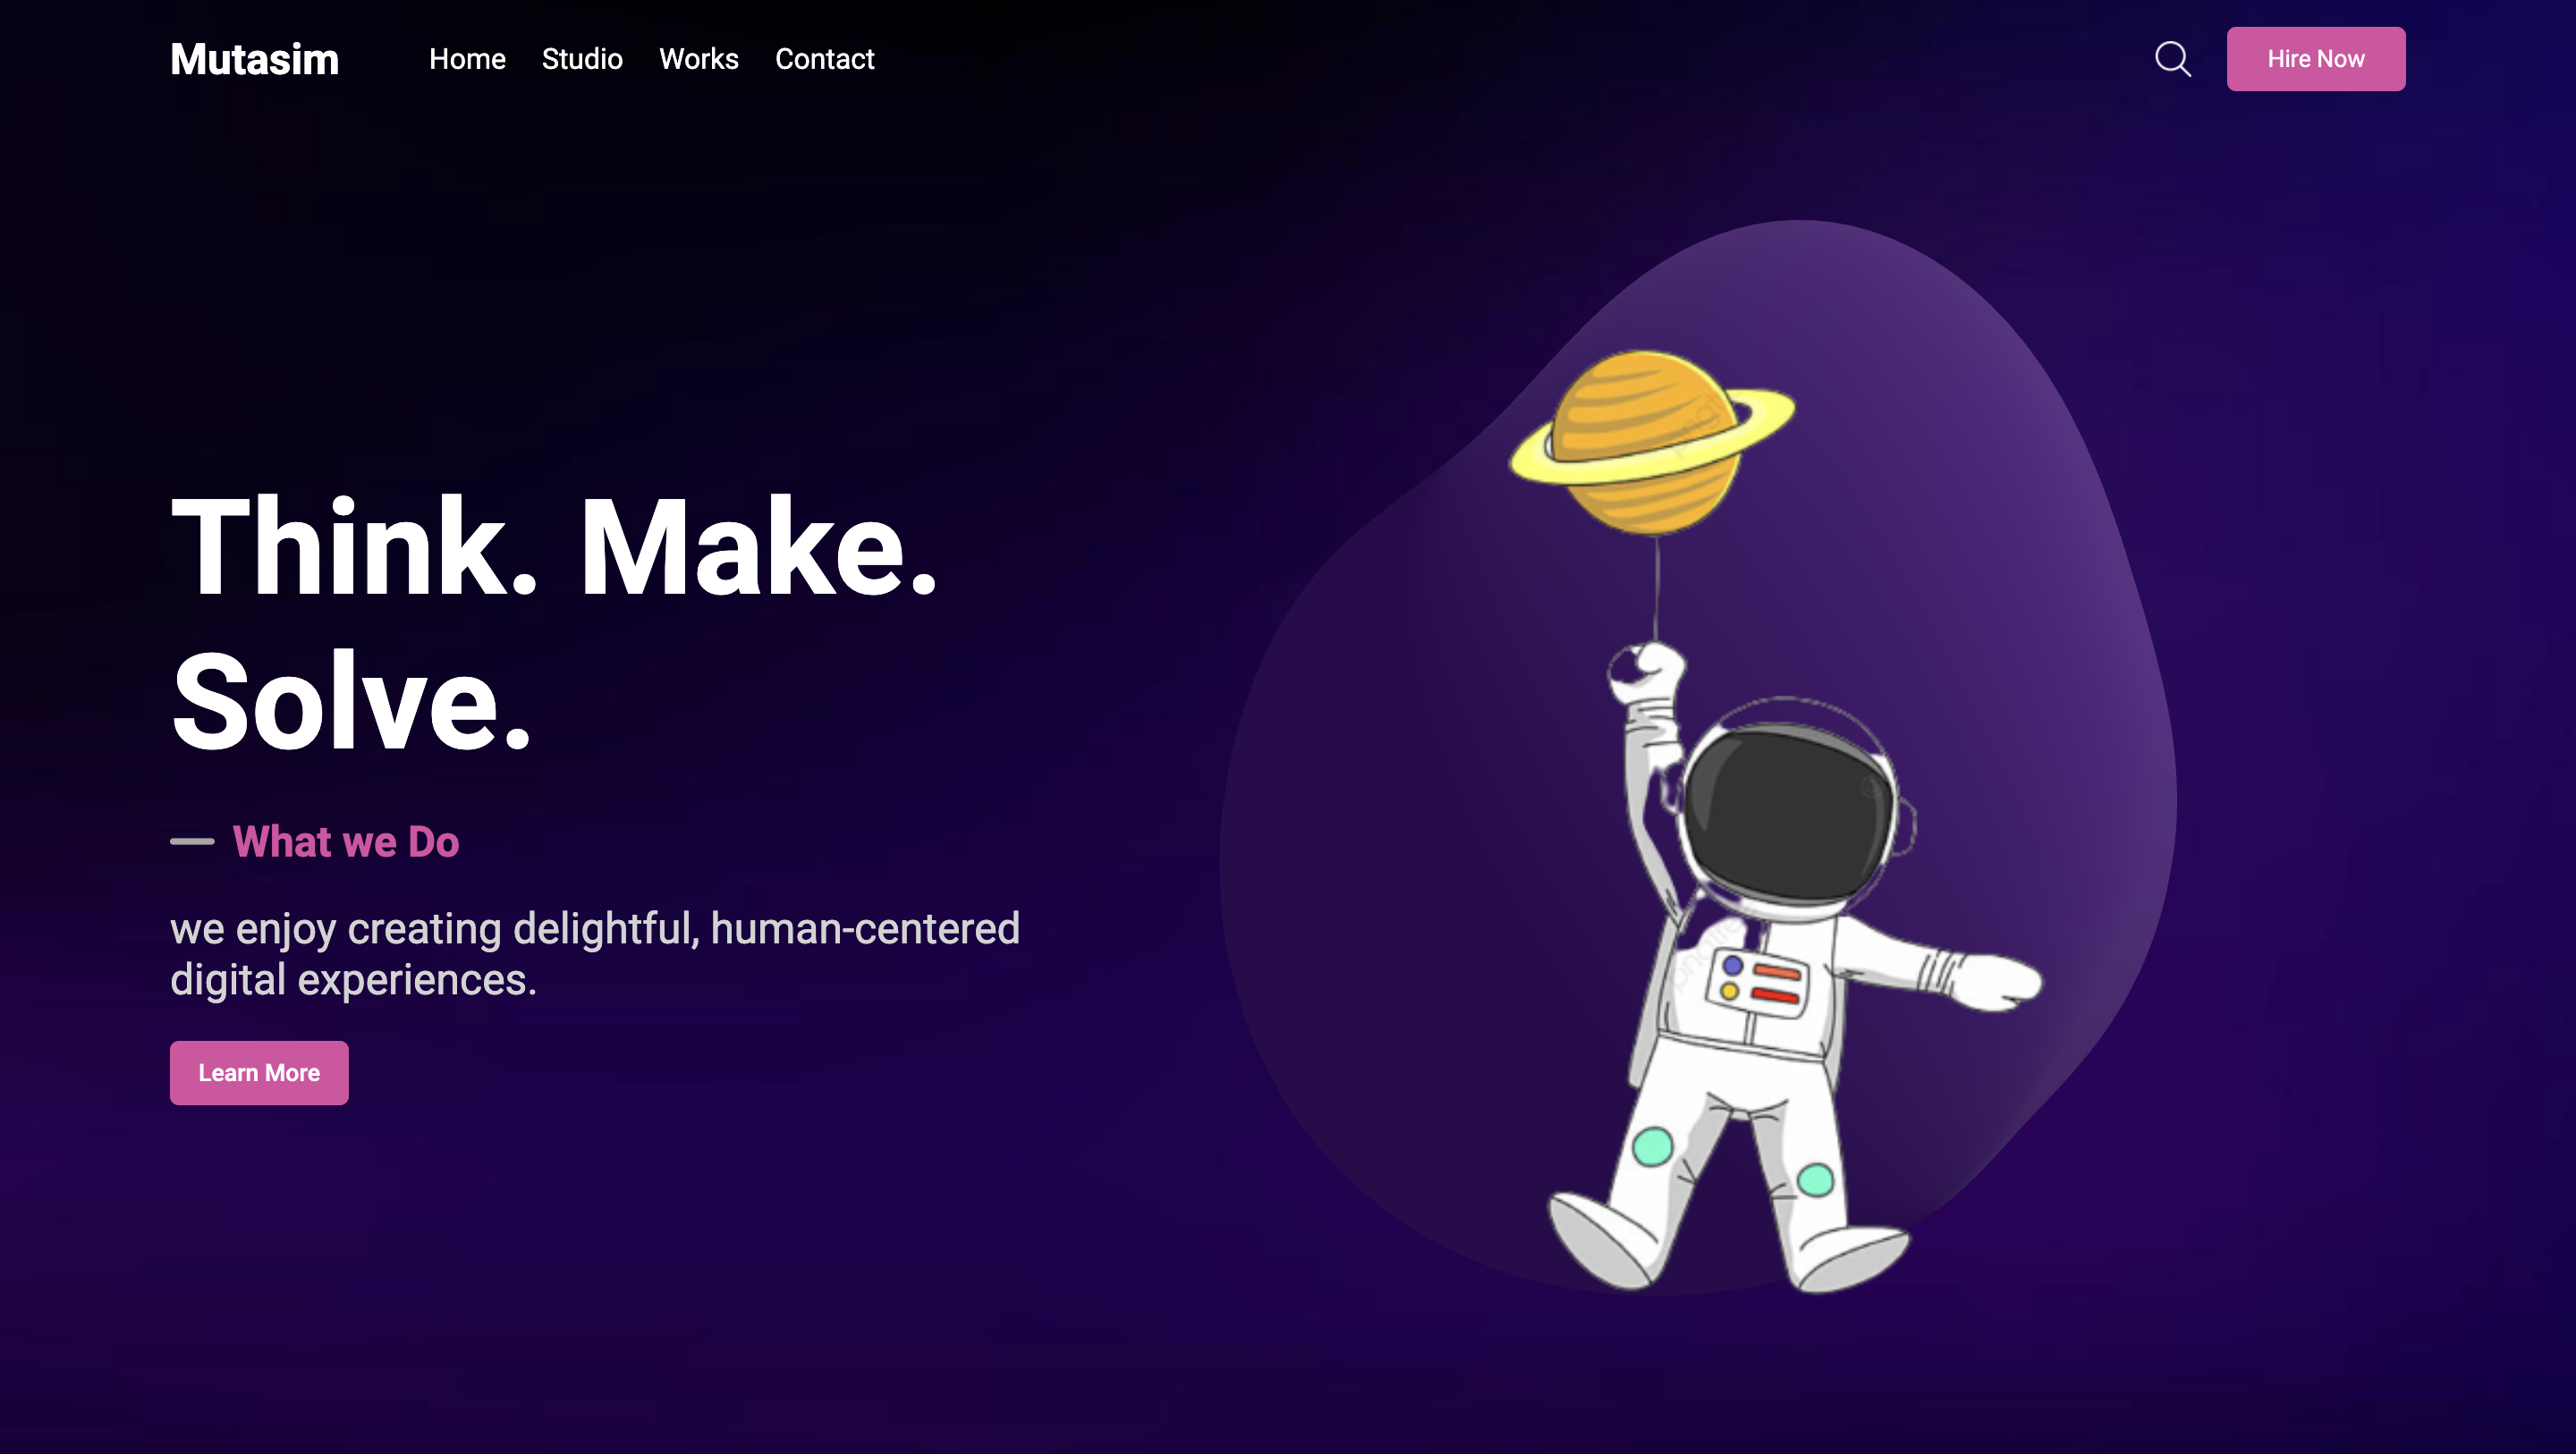 Mutasim
Home Studio Works Contact
Hire Now
Think. Make.
Solve.
What we Do
we enjoy creating delightful, human-centered
digital experiences.
Learn More